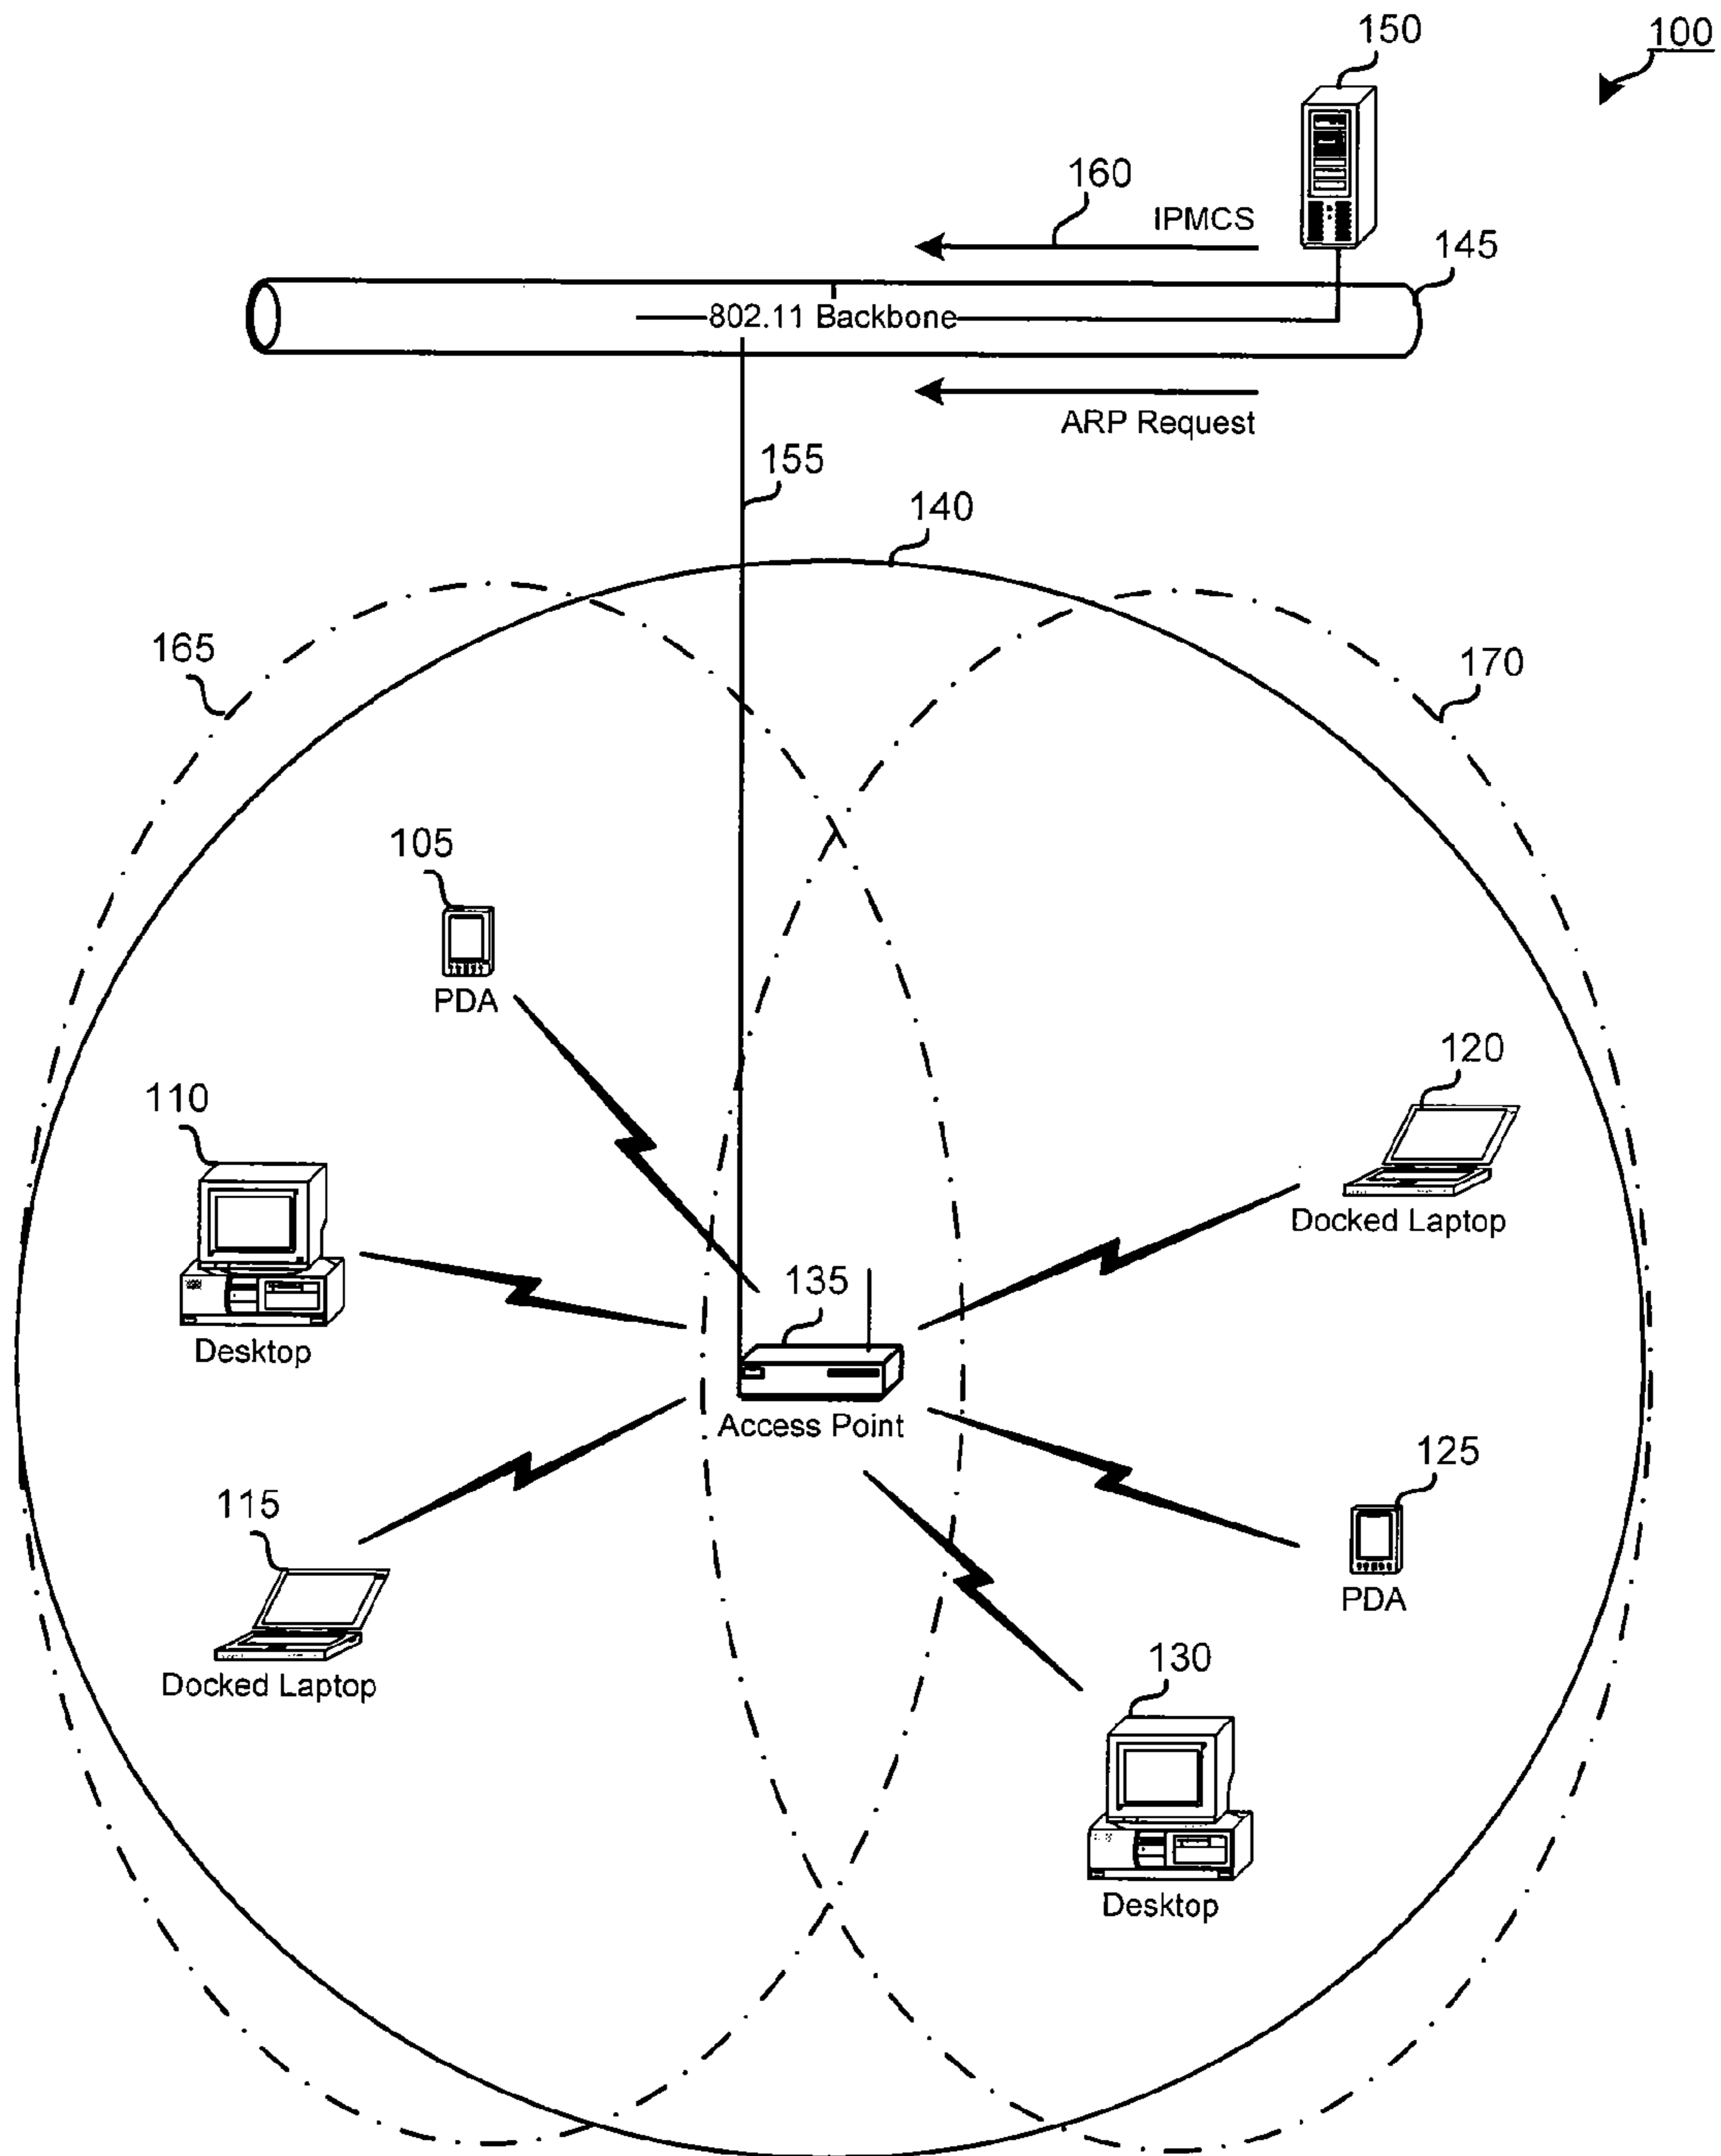 150
100
160
IPMCS
145
802.11 Backbone
ARP Request
155
140
165
170
105
PDA
120
110
Docked Laptop
135
Desktop
Access Point
125
115
PDA
130
Docked Laptop
Desktop